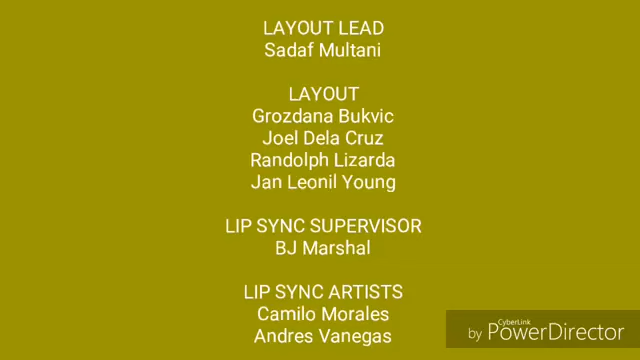 LAYOUT LEAD
Sadaf Multani
LAYOUT
Grozdana Bukvic
Joel Dela Cruz
Randolph Lizarda
Jan Leonil Young
LIP SYNC SUPERVISOR
BJ Marshal
LIP SYNC ARTISTS
Camilo Morales
Andres Vanegas
CyberLink
by PowerDirector